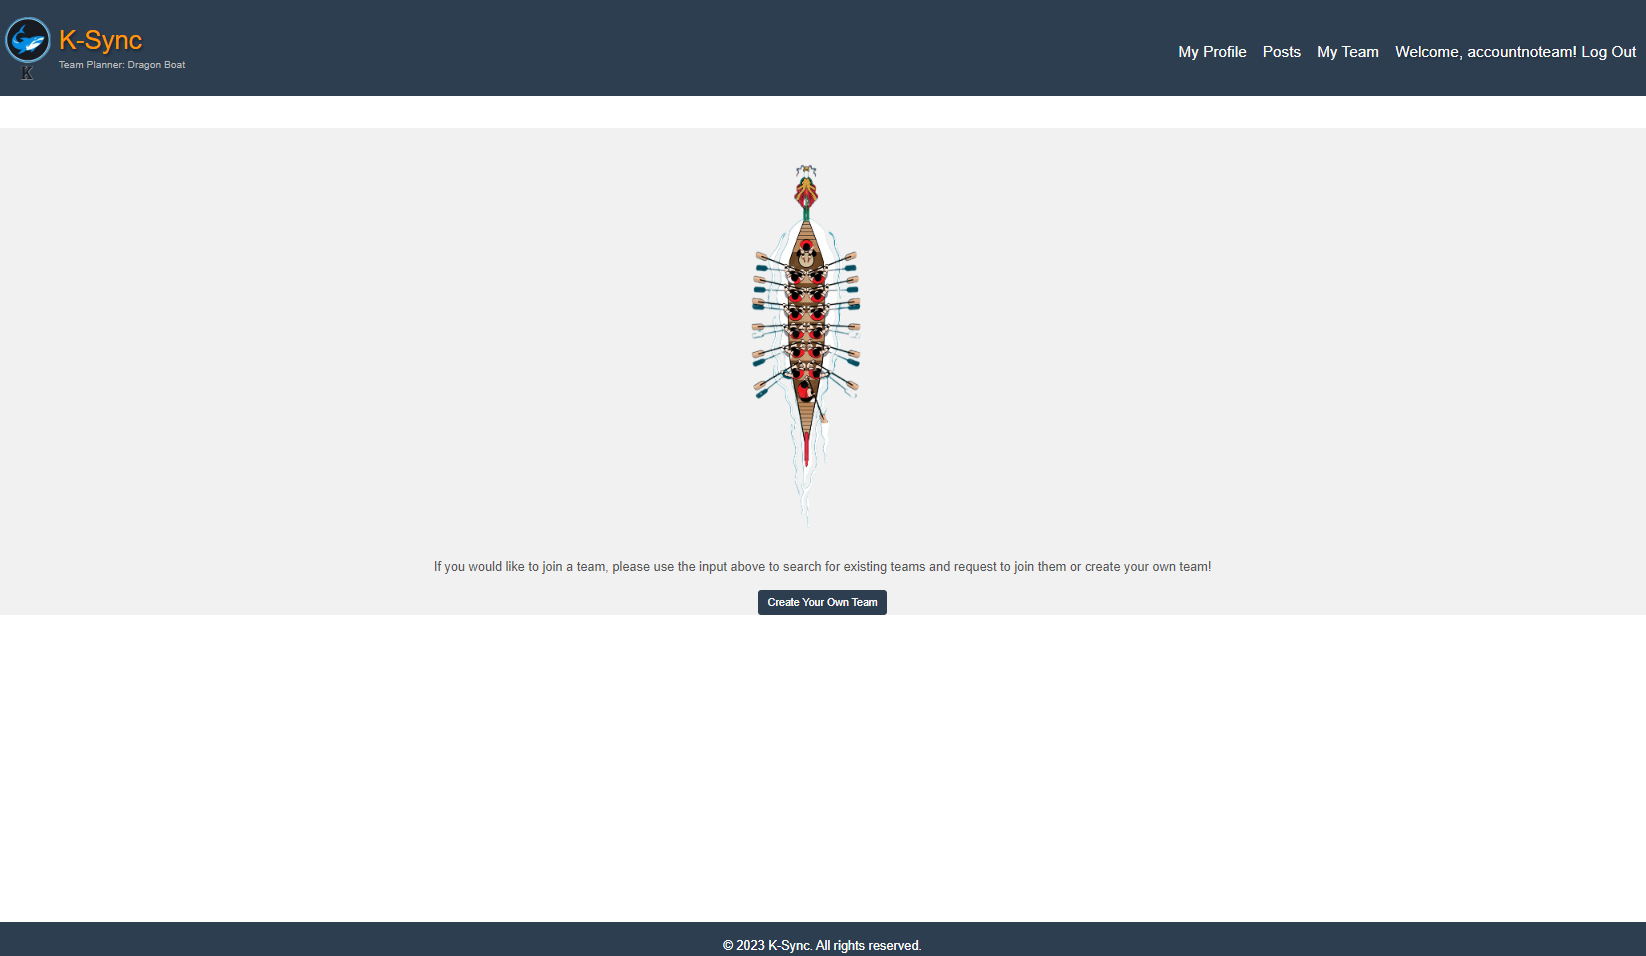 K-Sync
Team Planner: Dragon Boat
K
My Profile Posts My Team Welcome, accountnoteam! Log Out
If you would like to join a team, please use the input above to search for existing teams and request to join them or create your own team!
Create Your Own Team
© 2023 K-Sync. All rights reserved.